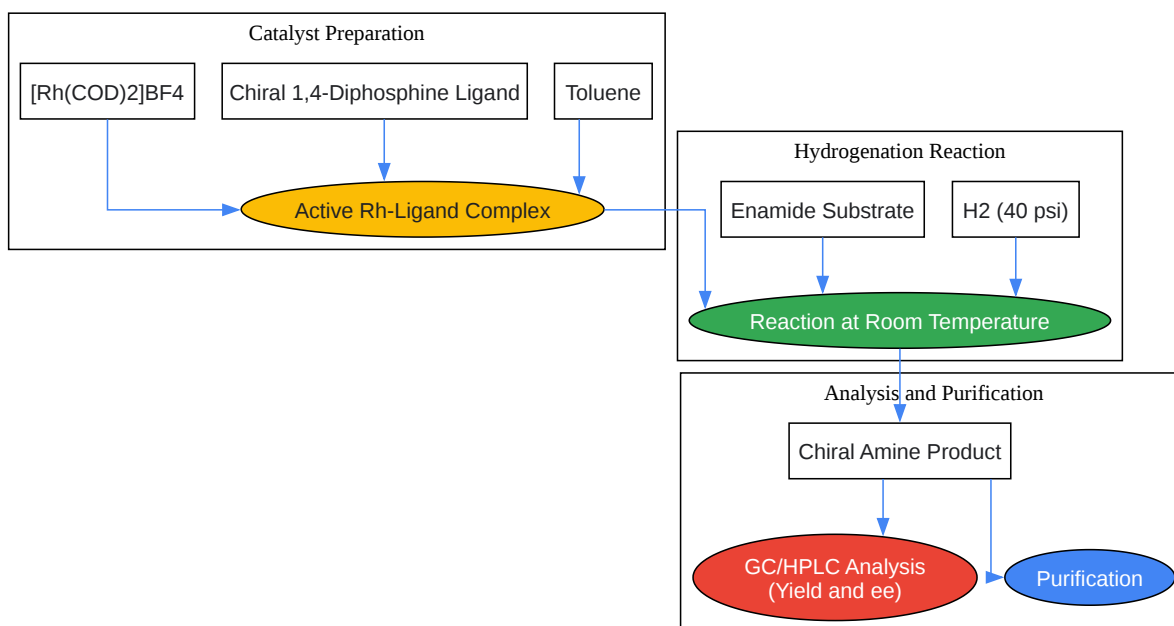 Catalyst Preparation
[Rh(COD)2]BF4
Chiral 1,4-Diphosphine Ligand
Toluene
Active Rh-Ligand Complex
Hydrogenation Reaction
Enamide Substrate
H2 (40 psi)
Reaction at Room Temperature
Analysis and Purification
Chiral Amine Product
GC/HPLC Analysis
(Yield and ee)
Purification